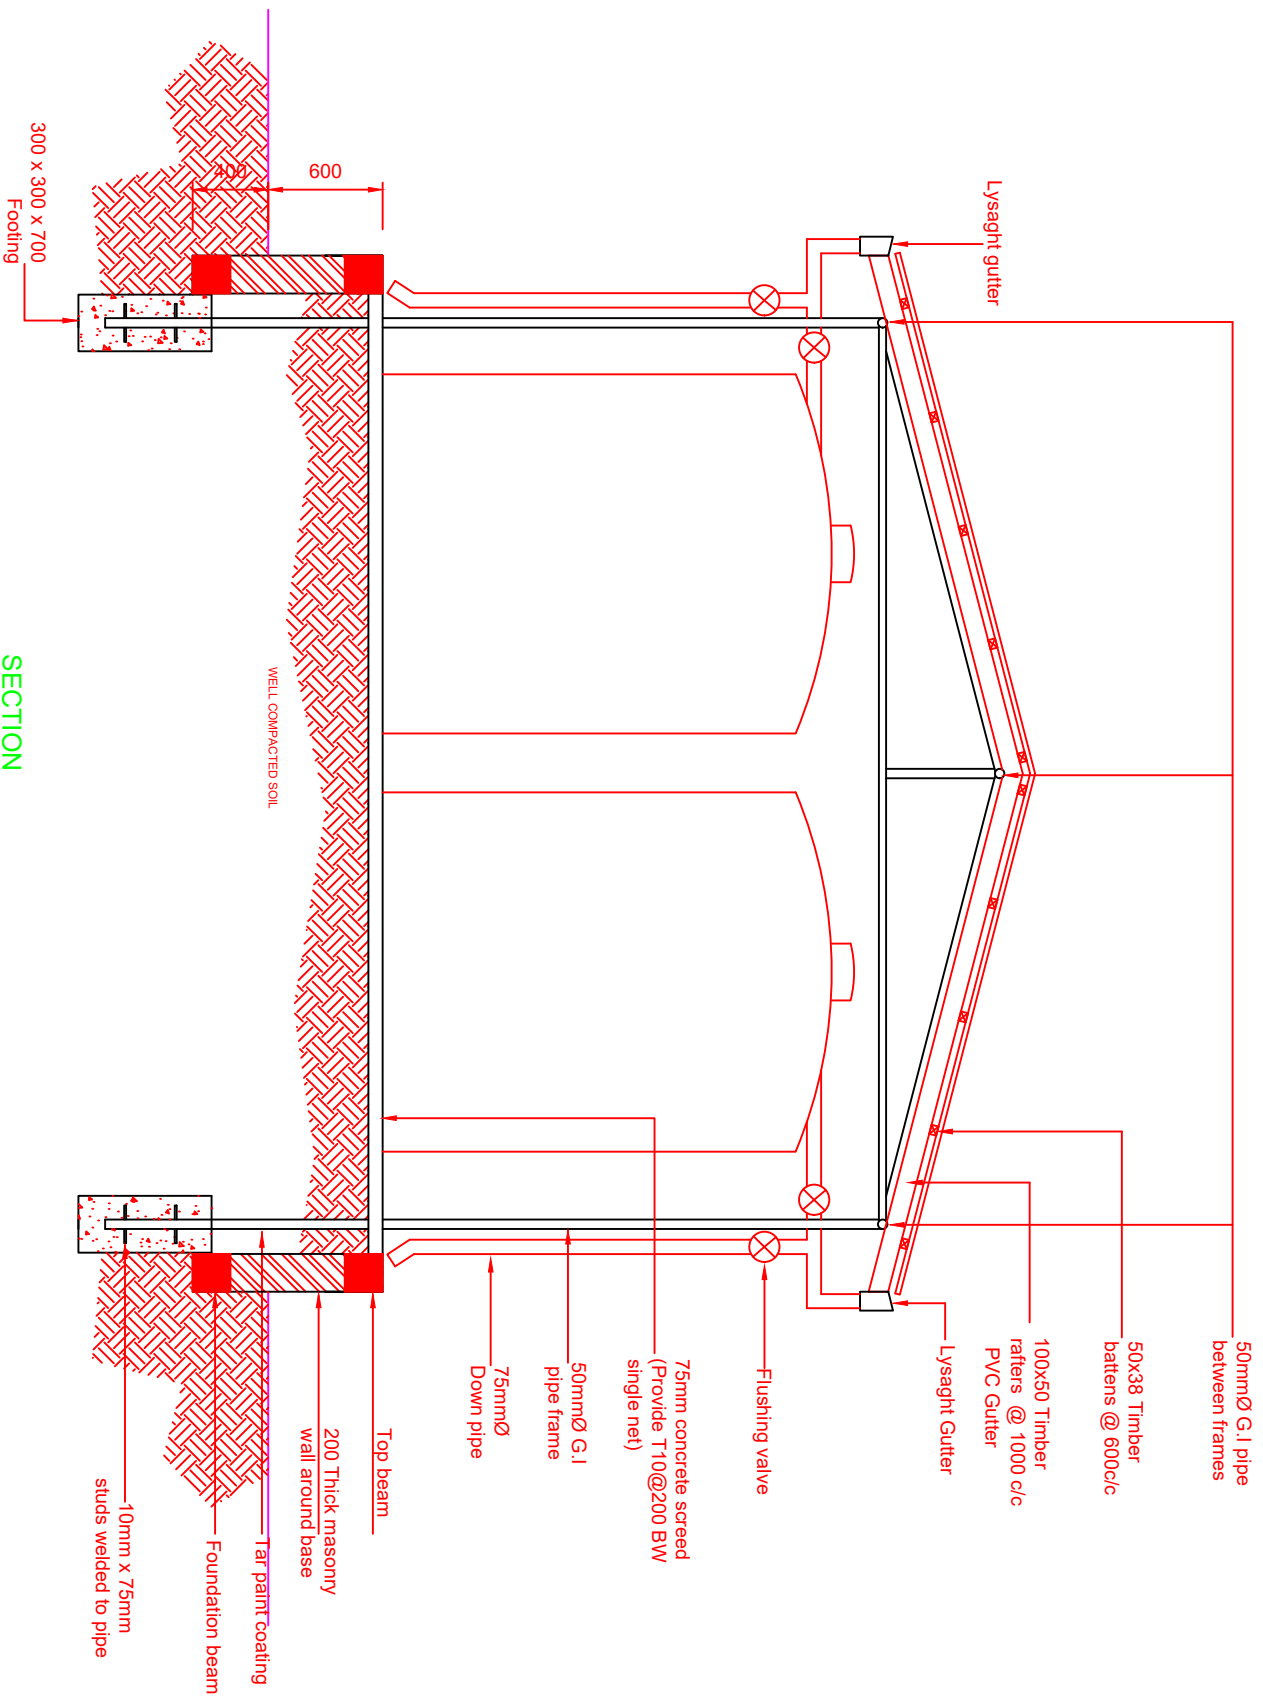 50mmØ G.I pipe
between frames
50x38 Timber
battens @ 600c/c
100x50 Timber
rafters @ 1000 c/c
PVC Gutter
Lysaght gutter
Lysaght Gutter
Flushing valve
75mm concrete screed
(Provide T10@200 BW
single net)
50mmØ G.I
pipe frame
75mmØ
Down pipe
600
400
Top beam
200 Thick masonry
wall around base
WELL COMPACTED SOIL
Tar paint coating
Foundation beam
10mm x 75mm
studs welded to pipe
300 x 300 x 700
Footing
SECTION